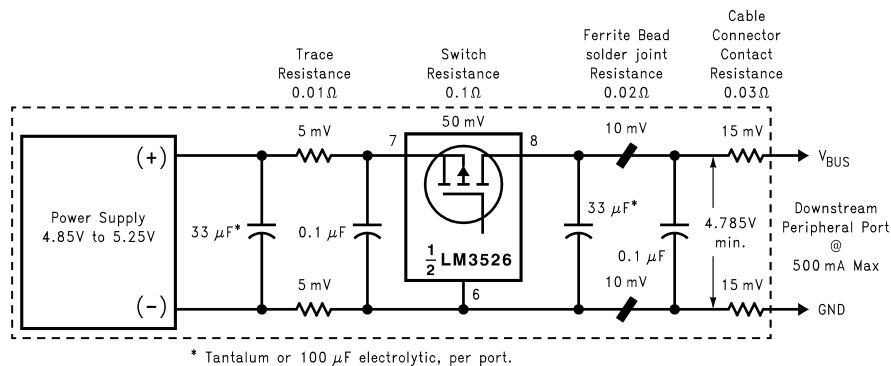 Trace
Resistance
0.01Ω
Switch
Resistance
0.1Ω
Ferrite Bead
solder joint
Resistance
0.02Ω
Cable
Connector
Contact
Resistance
0.03Ω
5 mV
50 mV
10 mV
15 mV
7
8
(+)
VBUS
Power Supply
4.85V to 5.25V
33 μF*
0.1 μF
1/2 LM3526
33 μF*
0.1 μF
4.785V
min.
Downstream
Peripheral Port
@
500 mA Max
5 mV
6
10 mV
15 mV
(-)
GND
* Tantalum or 100 μF electrolytic, per port.